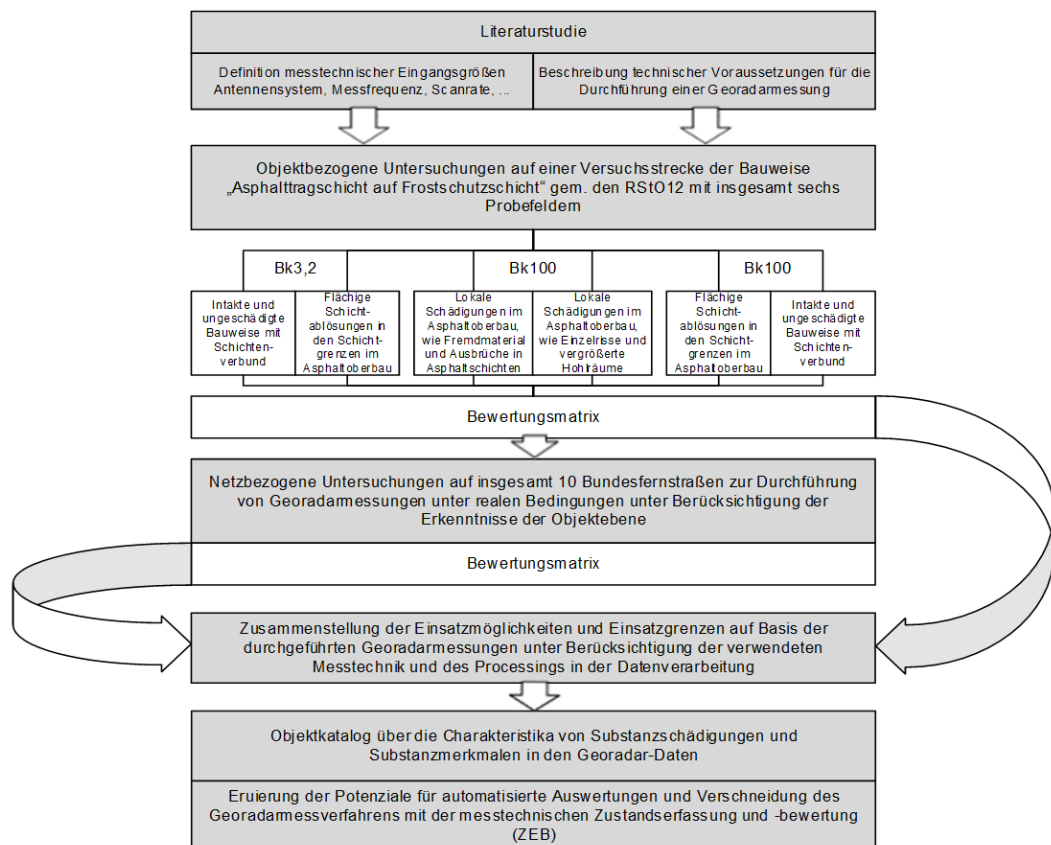 Literaturstudie
Definition messtechnischer Eingangsgrößen
Antennensystem, Messfrequenz, Scanrate, ...
Beschreibung technischer Voraussetzungen für die
Durchführung einer Georadarmessung
Objektbezogene Untersuchungen auf einer Versuchsstrecke der Bauweise
„Asphalttragschicht auf Frostschutzschicht“ gem. den RStO12 mit insgesamt sechs
Probefeldern
Bk3,2
Bk100
Bk100
Intakte und
ungeschädigte
Bauweise mit
Schichten-
verbund
Flächige
Schicht-
ablösungen in
den Schicht-
grenzen im
Asphaltoberbau
Lokale
Schädigungen im
Asphaltoberbau,
wie Fremdmaterial
und Ausbrüche in
Asphaltschichten
Lokale
Schädigungen im
Asphaltoberbau,
wie Einzelrisse und
vergrößerte
Hohlräume
Flächige
Schicht-
ablösungen in
den Schicht-
grenzen im
Asphaltoberbau
Intakte und
ungeschädigte
Bauweise mit
Schichten-
verbund
Bewertungsmatrix
Netzbezogene Untersuchungen auf insgesamt 10 Bundesfernstraßen zur Durchführung
von Georadarmessungen unter realen Bedingungen unter Berücksichtigung der
Erkenntnisse der Objektebene
Bewertungsmatrix
Zusammenstellung der Einsatzmöglichkeiten und Einsatzgrenzen auf Basis der
durchgeführten Georadarmessungen unter Berücksichtigung der verwendeten
Messtechnik und des Processings in der Datenverarbeitung
Objektkatalog über die Charakteristika von Substanzschädigungen und
Substanzmerkmalen in den Georadar-Daten
Eruierung der Potenziale für automatisierte Auswertungen und Verschneidung des
Georadarmessverfahrens mit der messtechnischen Zustandserfassung und -bewertung
(ZEB)